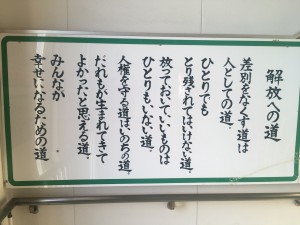 解放への道
差別をなくす道は
人としての道。
ひとりでも
とり残されてはいけない道。
放っておいていいものは
ひとりもいない道。
人権を守る道は、いのちの道。
だれもが生まれてきて
よかったと思える道。
みんなが
幸せになるための道。